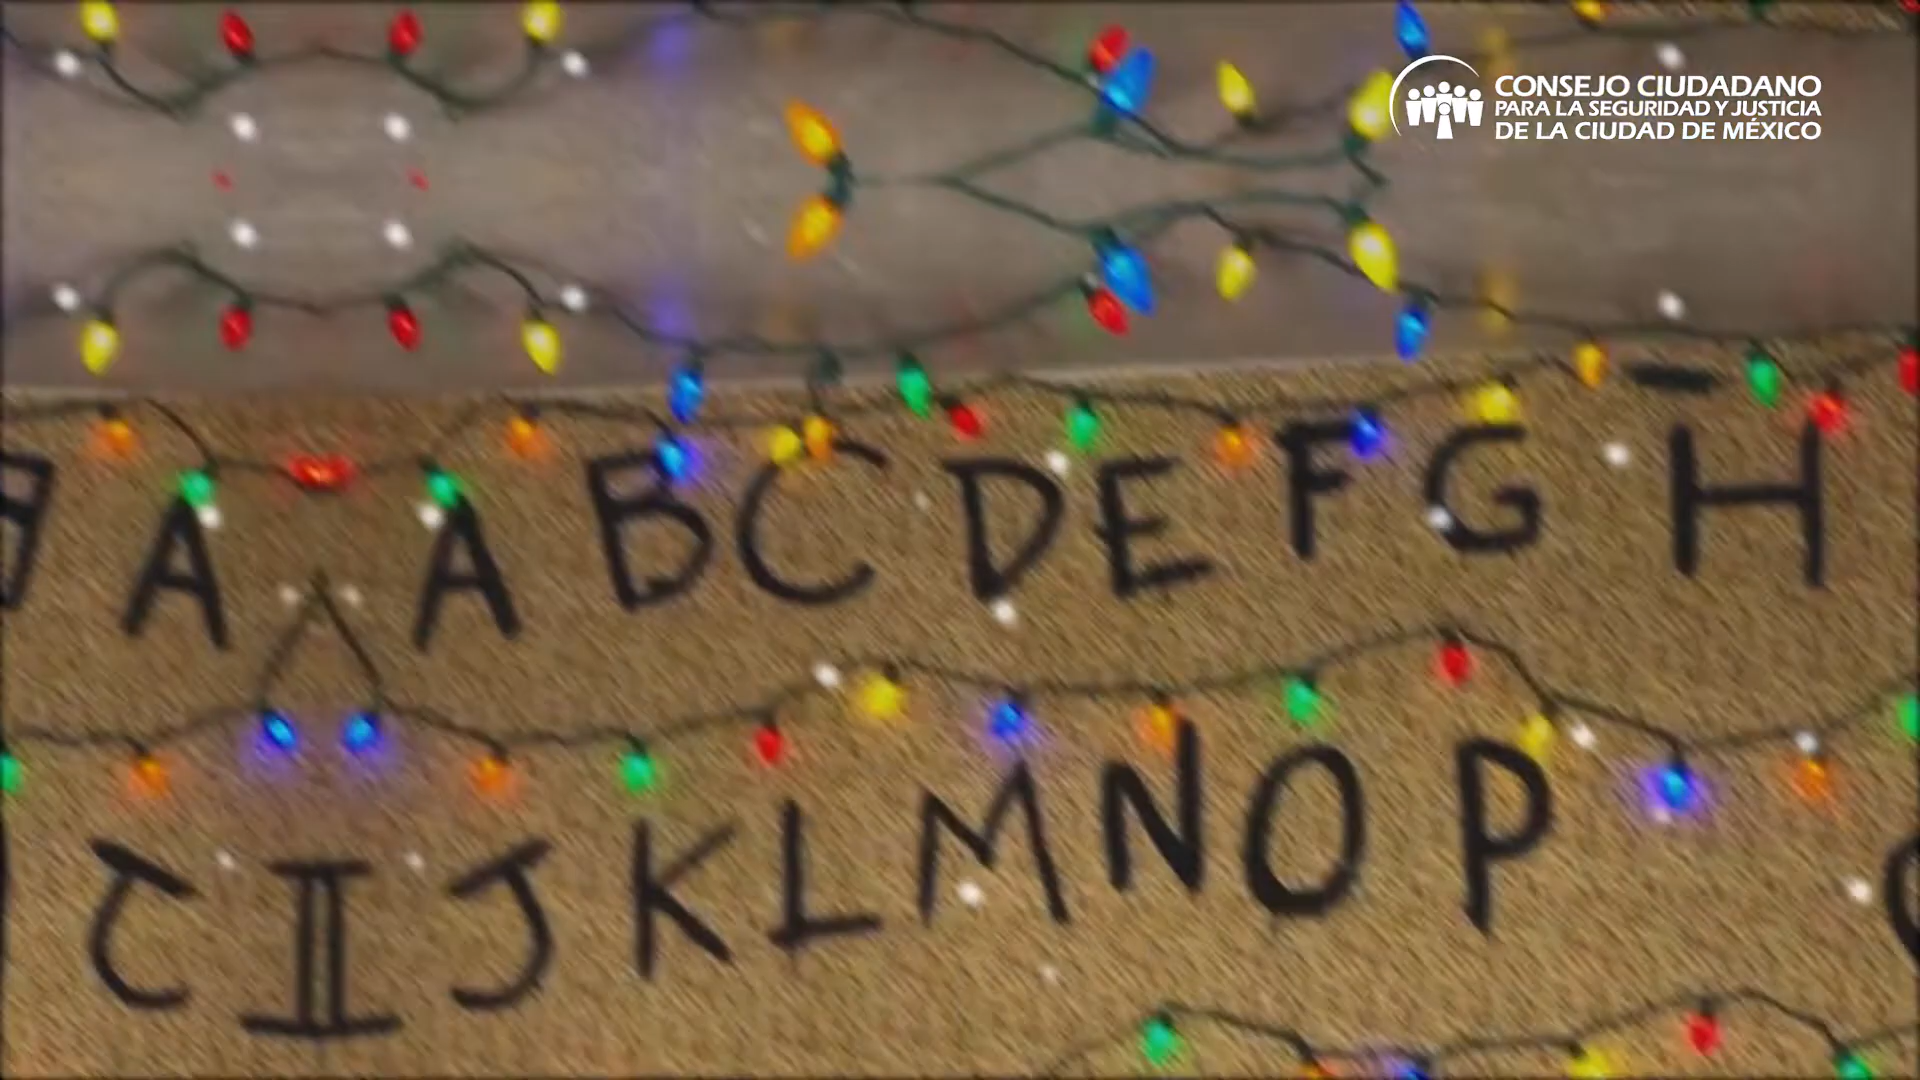 CONSEJO CIUDADANO
PARA LA SEGURIDAD Y JUSTICIA
DE LA CIUDAD DE MÉXICO
A A B C D E F G H
I I J K L M N O P